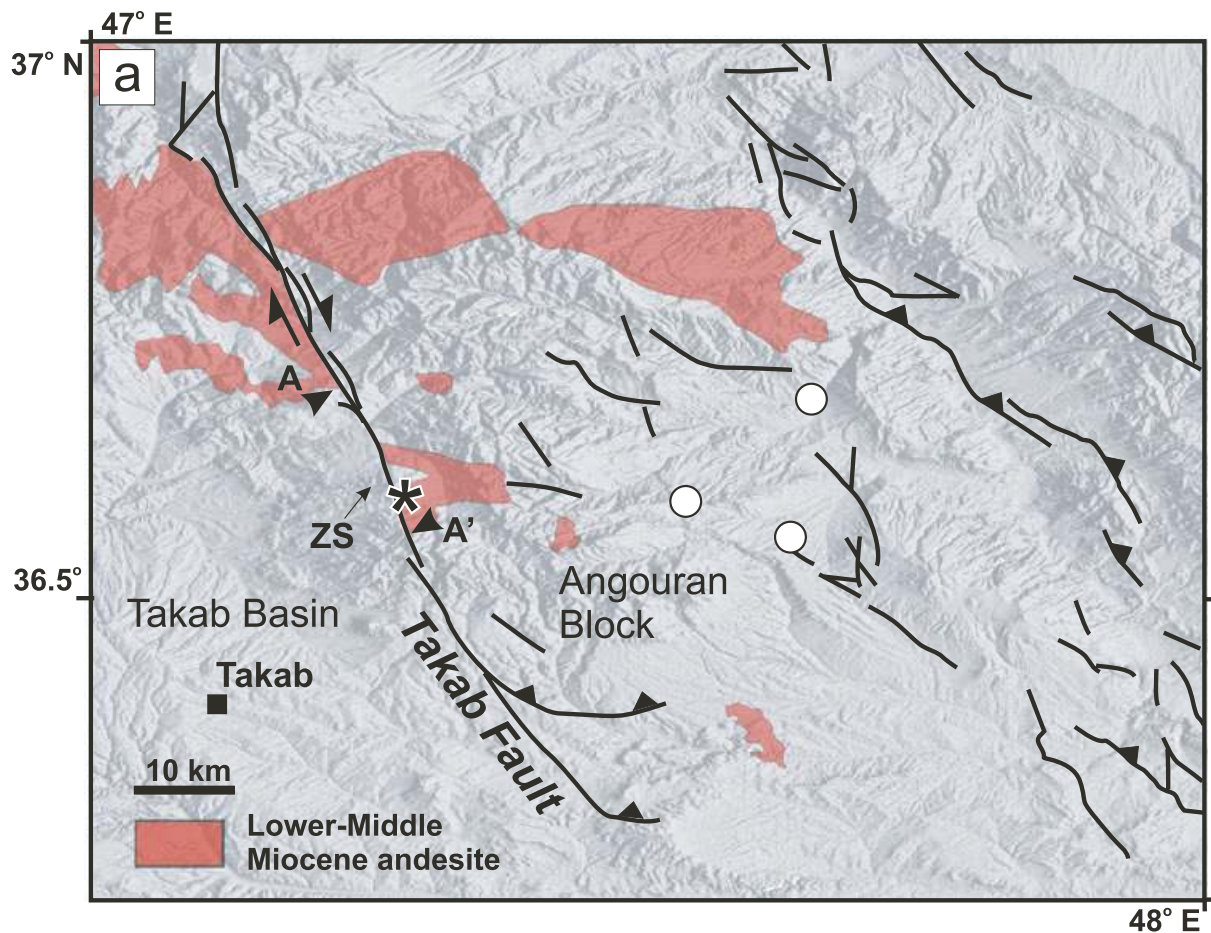 47° E
37° N
a
A
ZS
*
A’
36.5°
Angouran
Block
Takab Basin
Takab Fault
Takab
10 km
Lower-Middle
Miocene andesite
48° E